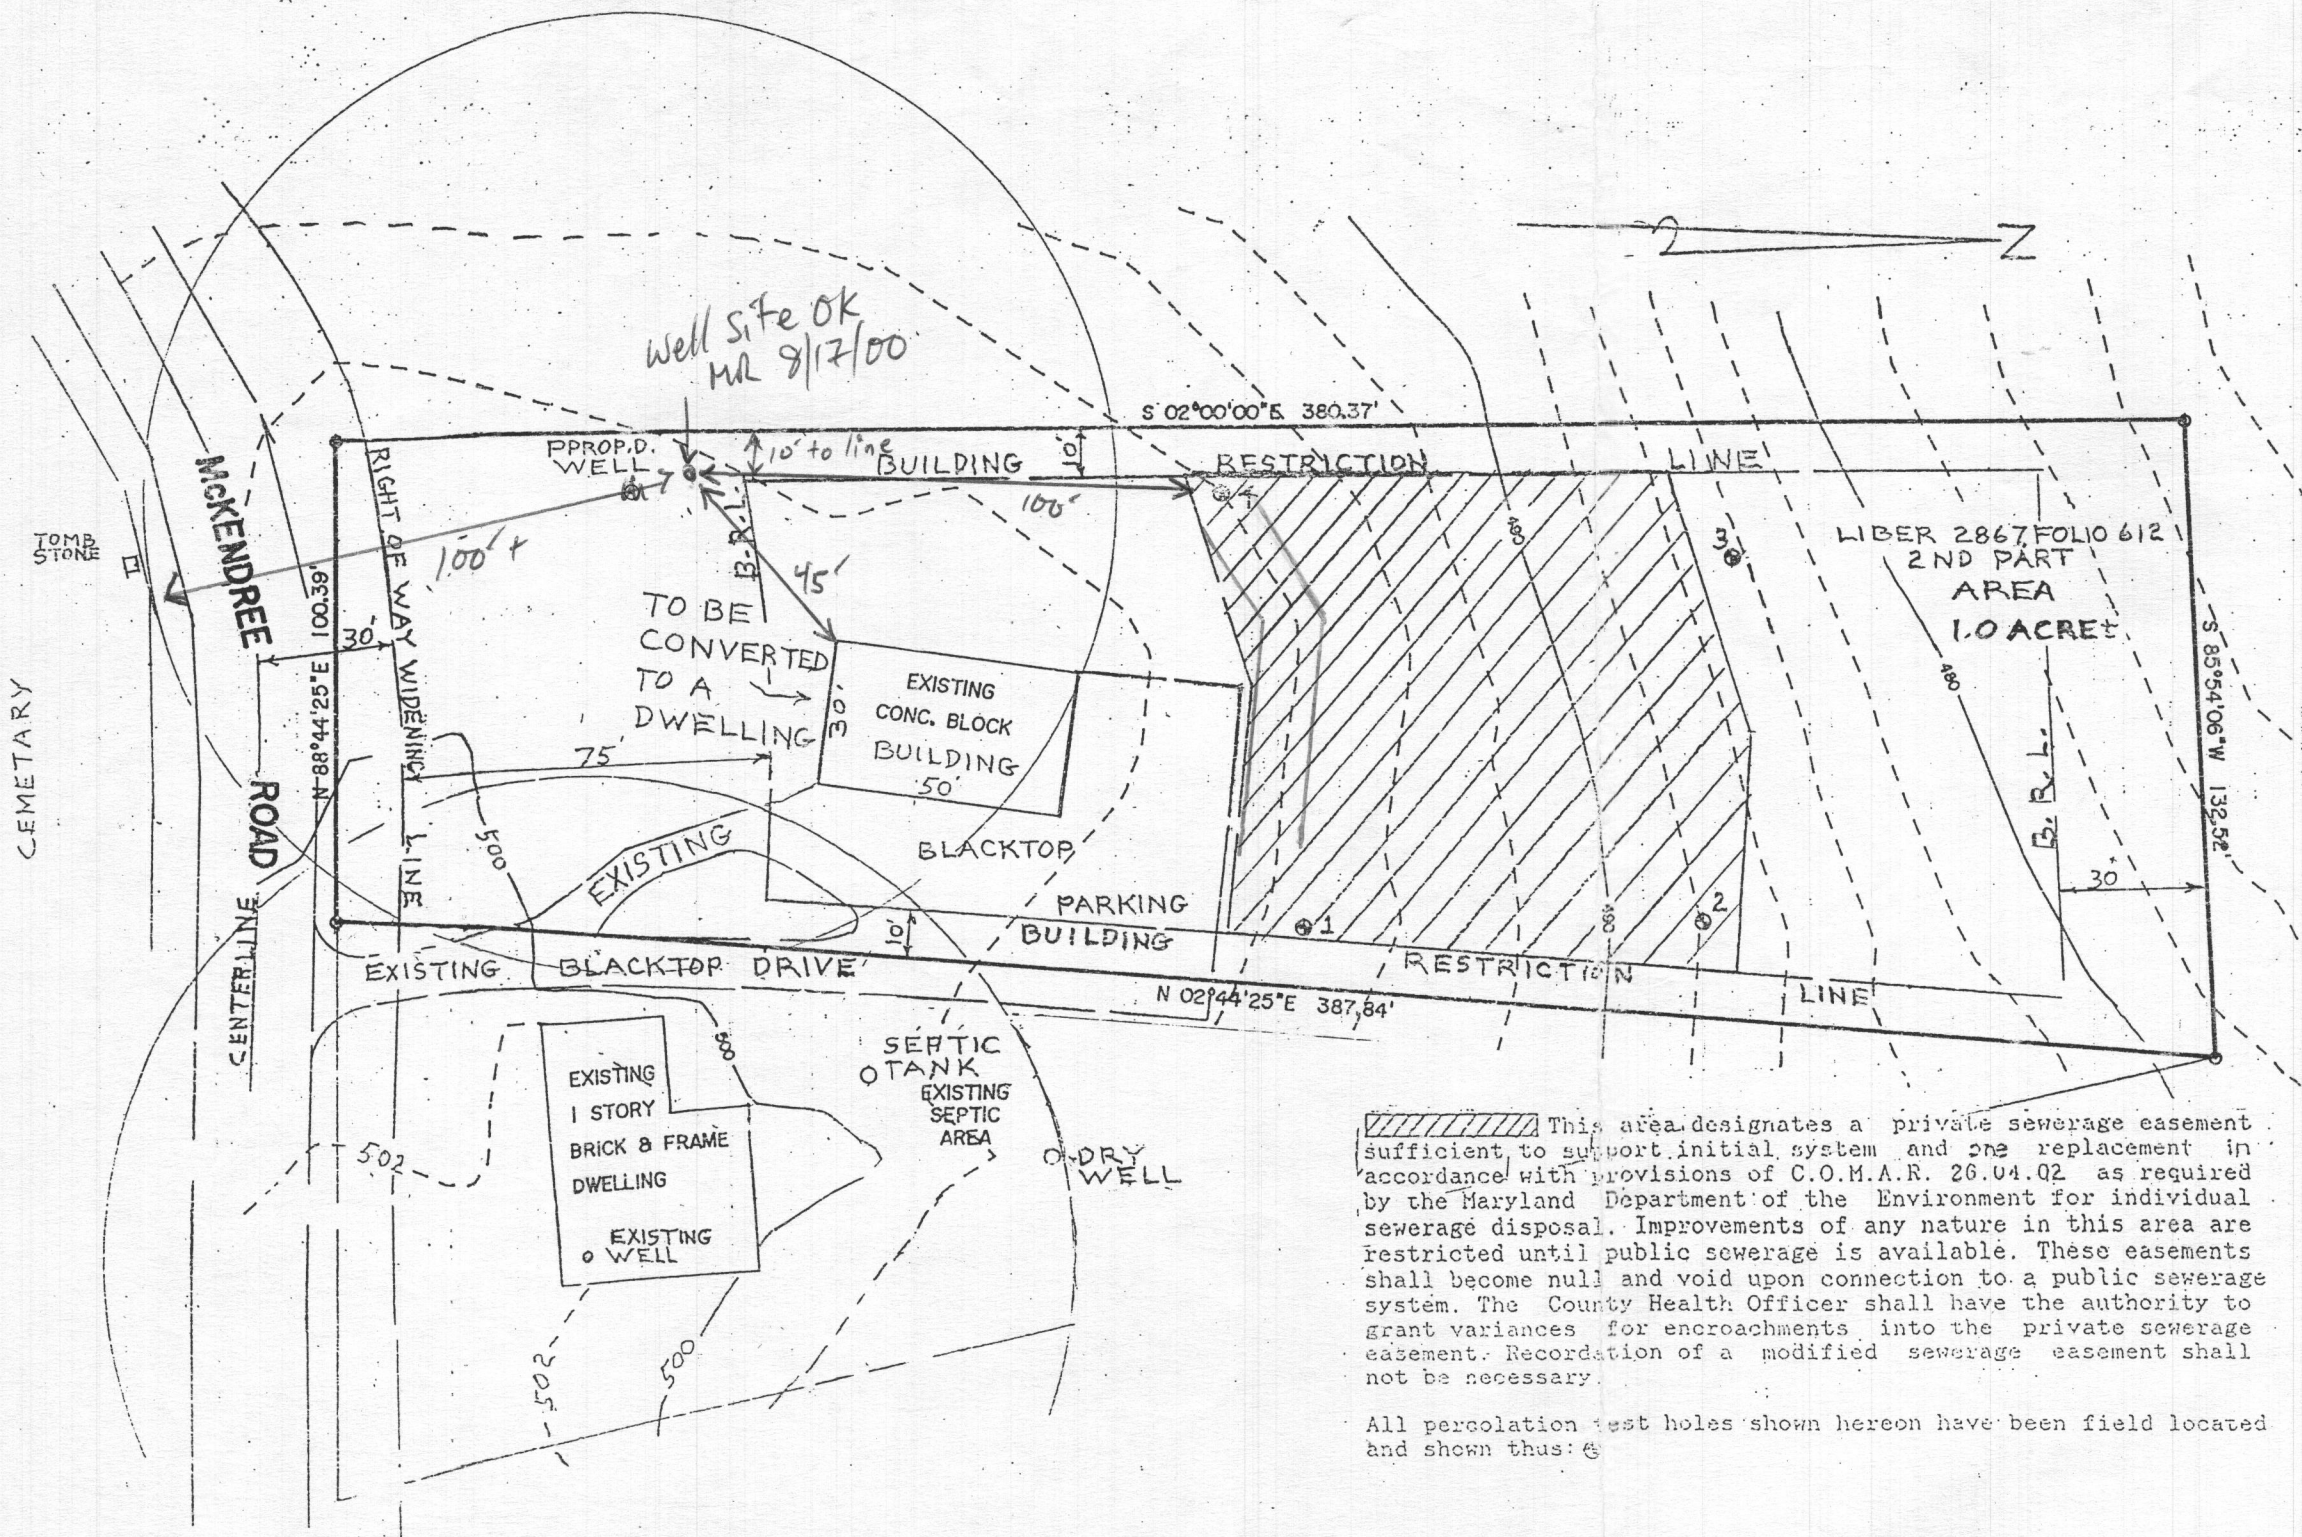 Well Site OK
MR 8/17/00
N
S 02°00'00"E 380.37'
PPROP.D.
WELL
10' to line
10'
BUILDING RESTRICTION LINE
100'
100'+
45'
B.R.L.
McKENDREE ROAD
RIGHT OF WAY WIDENING LINE
TOMB
STONE
CEMETARY
CENTERLINE
N 88°44'25"E 100.39'
30'
75'
TO BE
CONVERTED
TO A
DWELLING
30'
EXISTING
CONC. BLOCK
BUILDING
50'
490
3
LIBER 2867, FOLIO 612
2ND PART
AREA
1.0 ACRE±
480
B.R.L.
30'
S 85°54'06"W 132.52'
500
EXISTING
BLACKTOP
PARKING
10'
490
1
2
BUILDING RESTRICTION LINE
EXISTING BLACKTOP DRIVE
N 02°44'25"E 387.84'
500
SEPTIC
TANK
EXISTING
SEPTIC
AREA
DRY
WELL
EXISTING
1 STORY
BRICK & FRAME
DWELLING
EXISTING
WELL
502
502
500
This area designates a private sewerage easement
sufficient to support initial system and one replacement in
accordance with provisions of C.O.M.A.R. 26.04.02 as required
by the Maryland Department of the Environment for individual
sewerage disposal. Improvements of any nature in this area are
restricted until public sewerage is available. These easements
shall become null and void upon connection to a public sewerage
system. The County Health Officer shall have the authority to
grant variances for encroachments into the private sewerage
easement. Recordation of a modified sewerage easement shall
not be necessary.
All percolation test holes shown hereon have been field located
and shown thus: